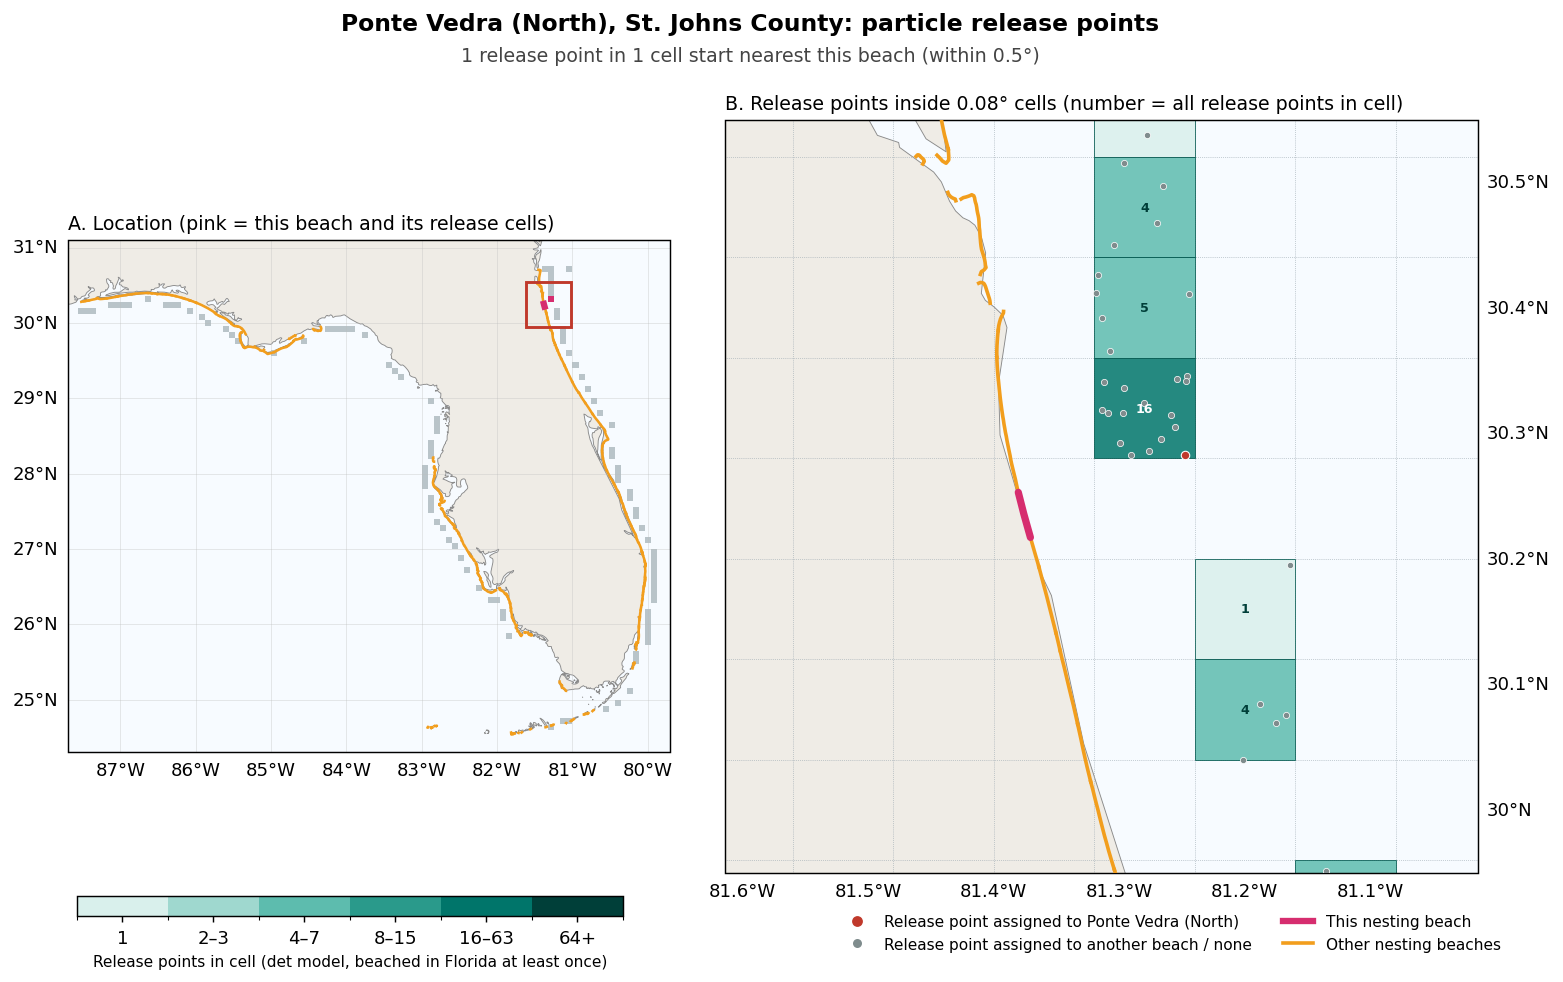 Ponte Vedra (North), St. Johns County: particle release points
1 release point in 1 cell start nearest this beach (within 0.5°)
A. Location (pink = this beach and its release cells)
31°N
30°N
29°N
28°N
27°N
26°N
25°N
87°W 86°W 85°W 84°W 83°W 82°W 81°W 80°W
B. Release points inside 0.08° cells (number = all release points in cell)
4
5
16
1
4
30.5°N
30.4°N
30.3°N
30.2°N
30.1°N
30°N
81.6°W 81.5°W 81.4°W 81.3°W 81.2°W 81.1°W
1 2–3 4–7 8–15 16–63 64+
Release points in cell (det model, beached in Florida at least once)
Release point assigned to Ponte Vedra (North)
Release point assigned to another beach / none
This nesting beach
Other nesting beaches